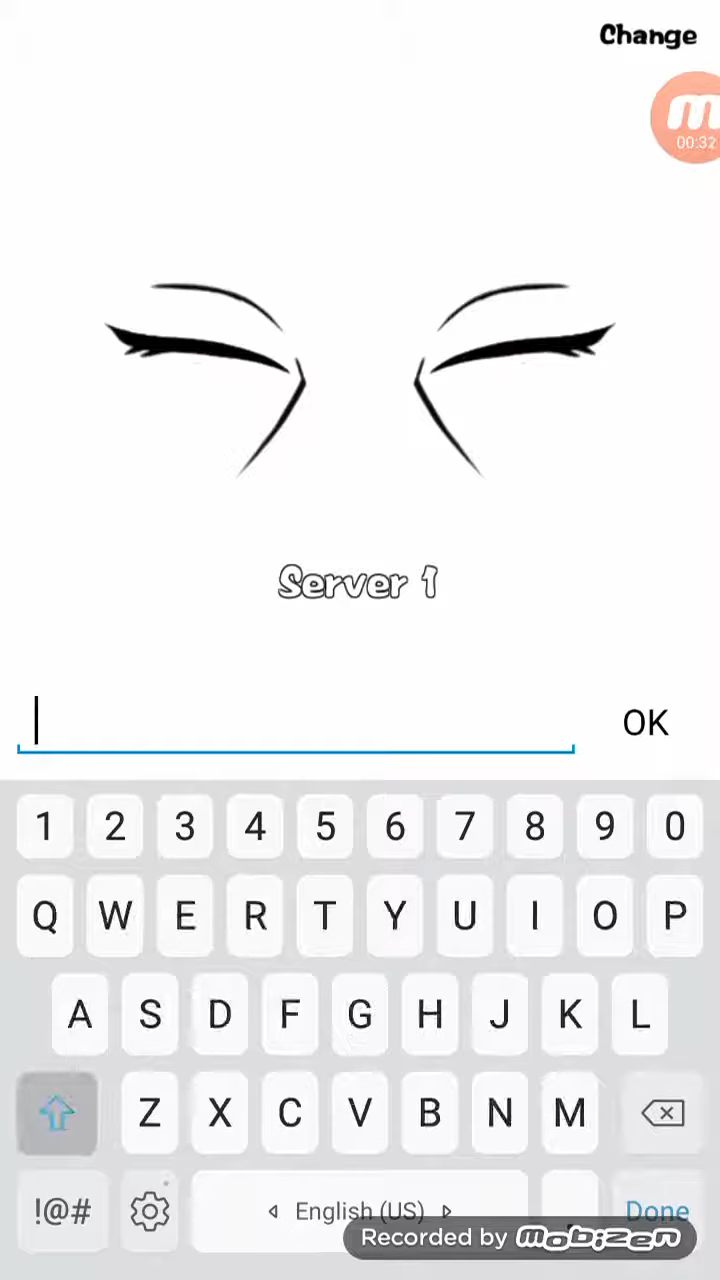 Change
m
00:32
Server 1
OK
1 2 3 4 5 6 7 8 9 0
Q W E R T Y U I O P
A S D F G H J K L
Z X C V B N M
!@# English (US) Done
Recorded by mobizen